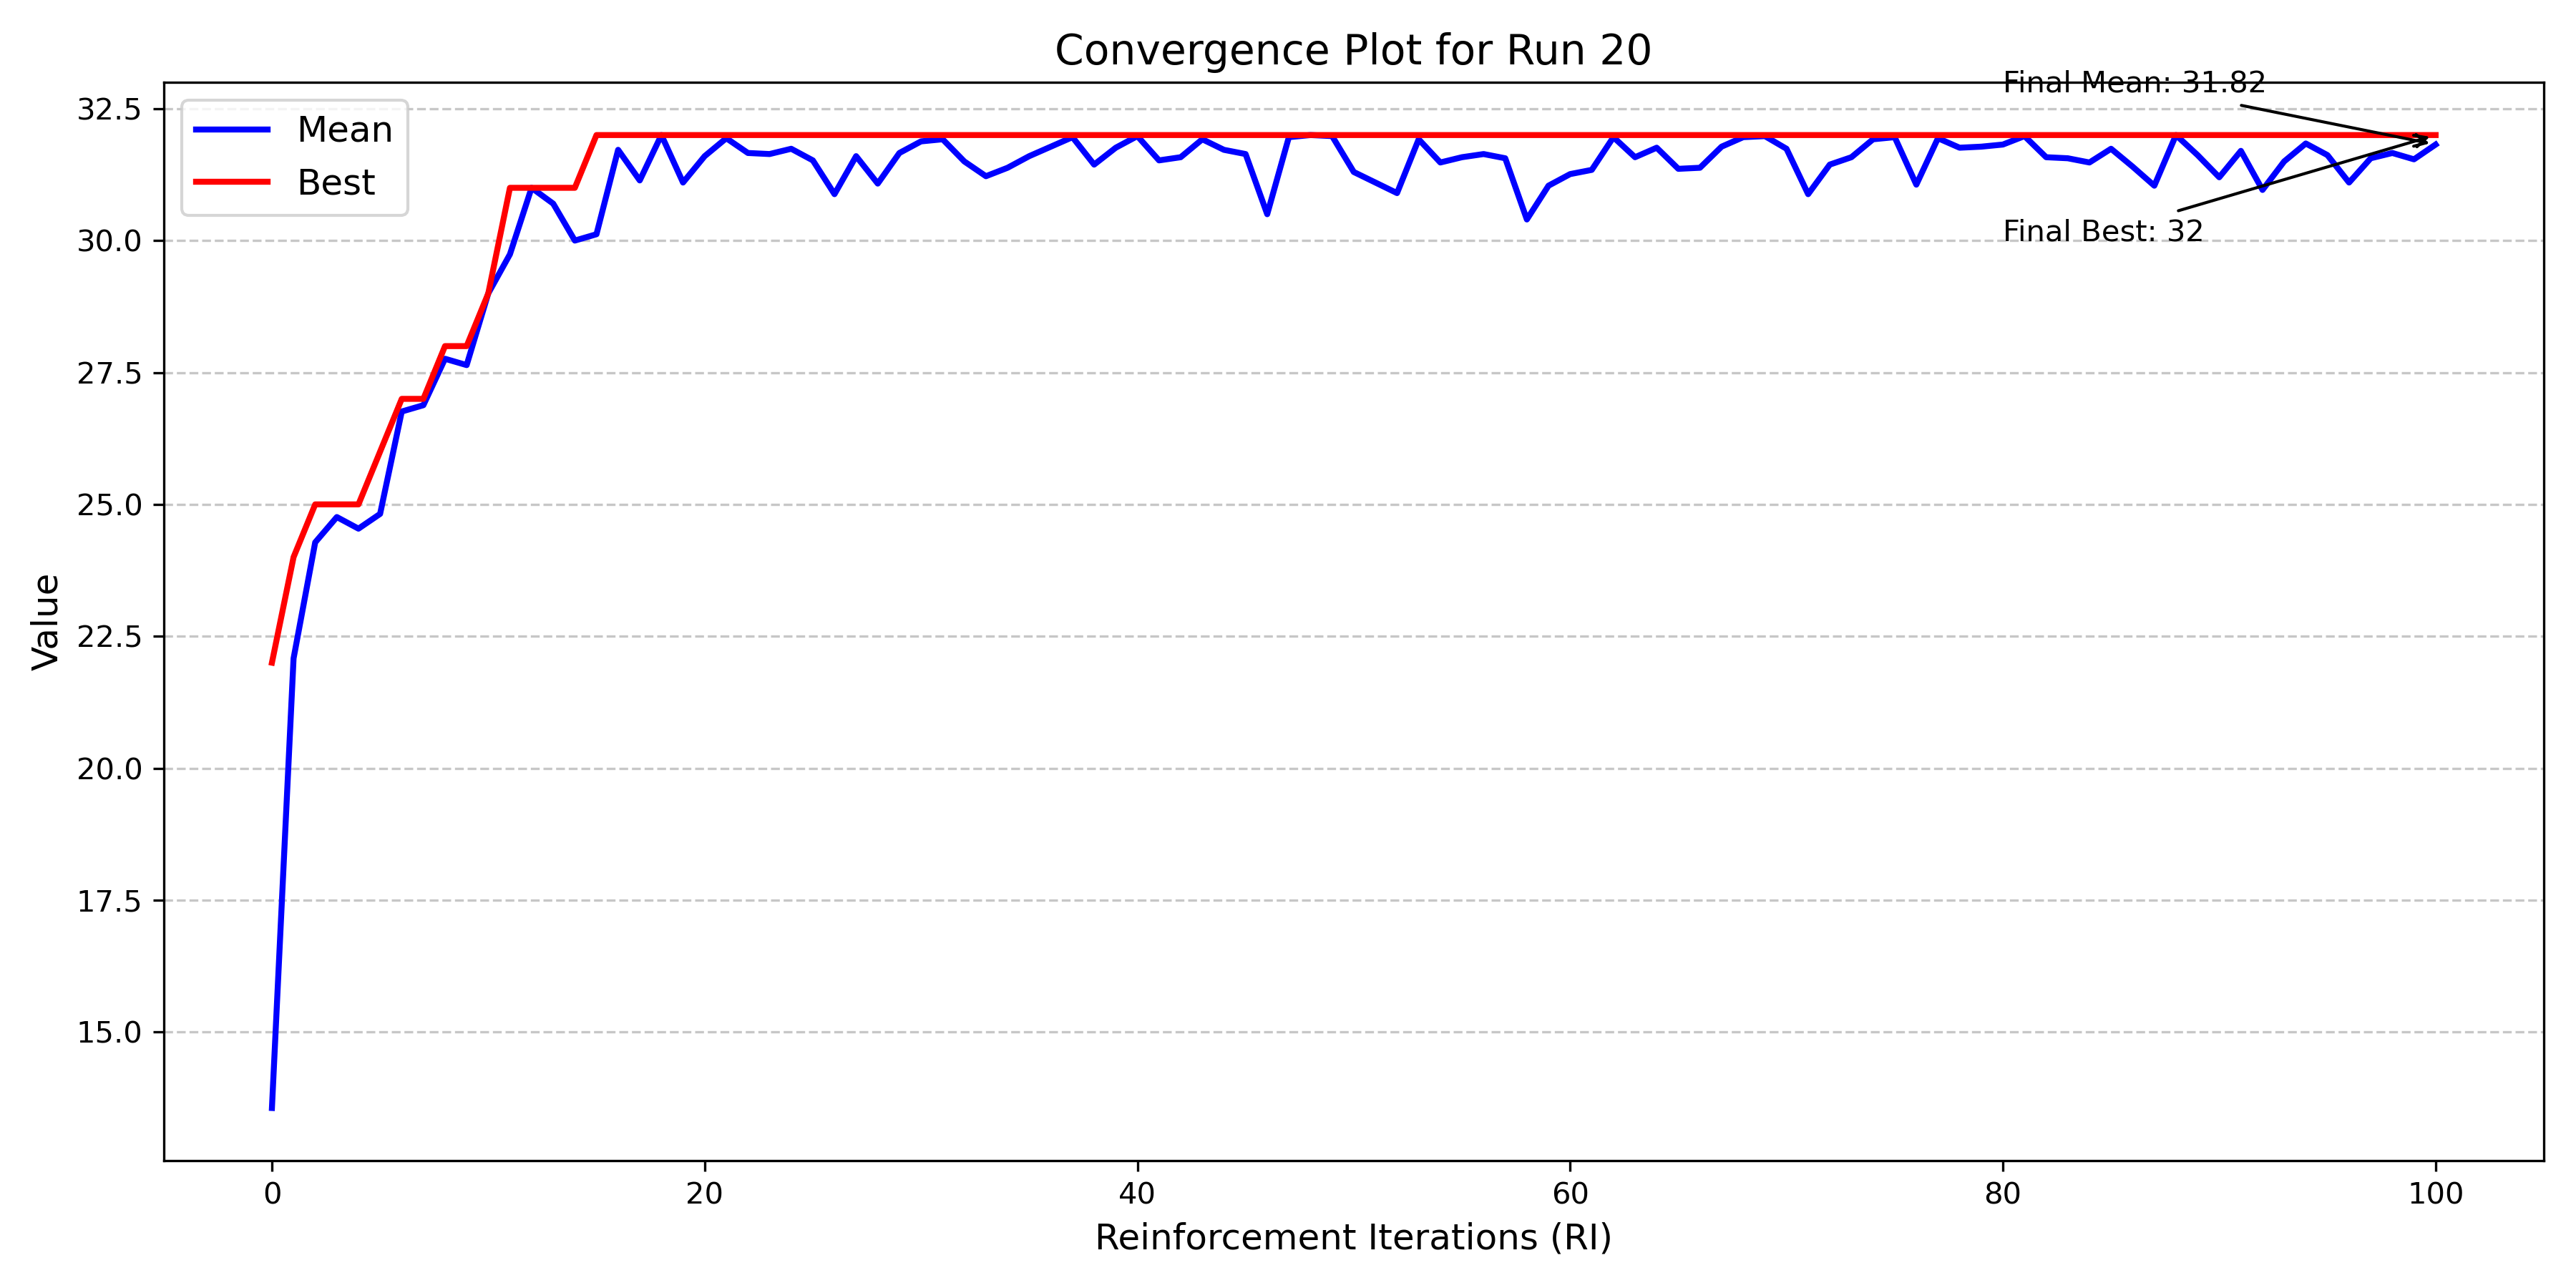 Convergence Plot for Run 20
Final Mean: 31.82
Mean
Best
Final Best: 32
Value
32.5
30.0
27.5
25.0
22.5
20.0
17.5
15.0
0 20 40 60 80 100
Reinforcement Iterations (RI)